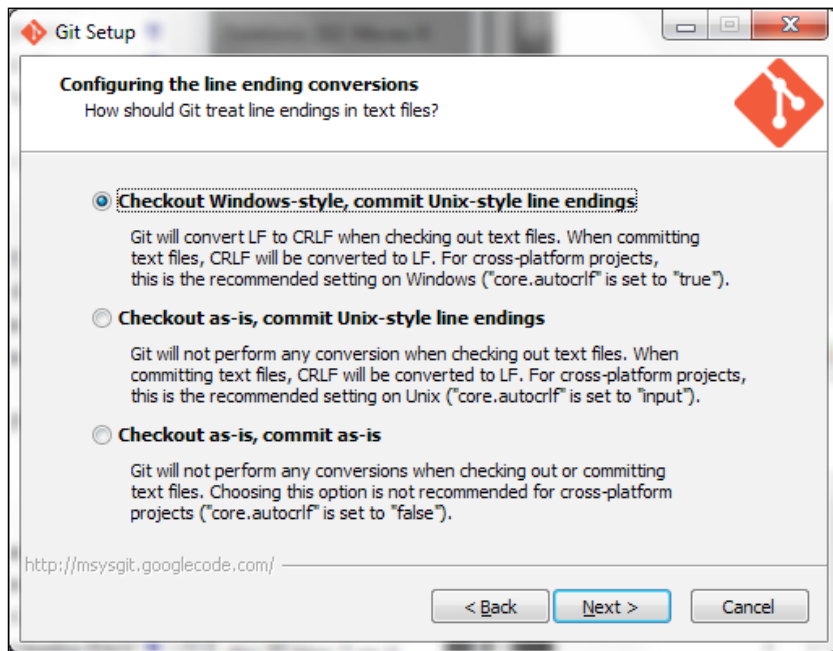 Git Setup
Configuring the line ending conversions
How should Git treat line endings in text files?
Checkout Windows-style, commit Unix-style line endings
Git will convert LF to CRLF when checking out text files. When committing
text files, CRLF will be converted to LF. For cross-platform projects,
this is the recommended setting on Windows ("core.autocrlf" is set to "true").
Checkout as-is, commit Unix-style line endings
Git will not perform any conversion when checking out text files. When
committing text files, CRLF will be converted to LF. For cross-platform projects,
this is the recommended setting on Unix ("core.autocrlf" is set to "input").
Checkout as-is, commit as-is
Git will not perform any conversions when checking out or committing
text files. Choosing this option is not recommended for cross-platform
projects ("core.autocrlf" is set to "false").
http://msysgit.googlecode.com/
< Back Next > Cancel